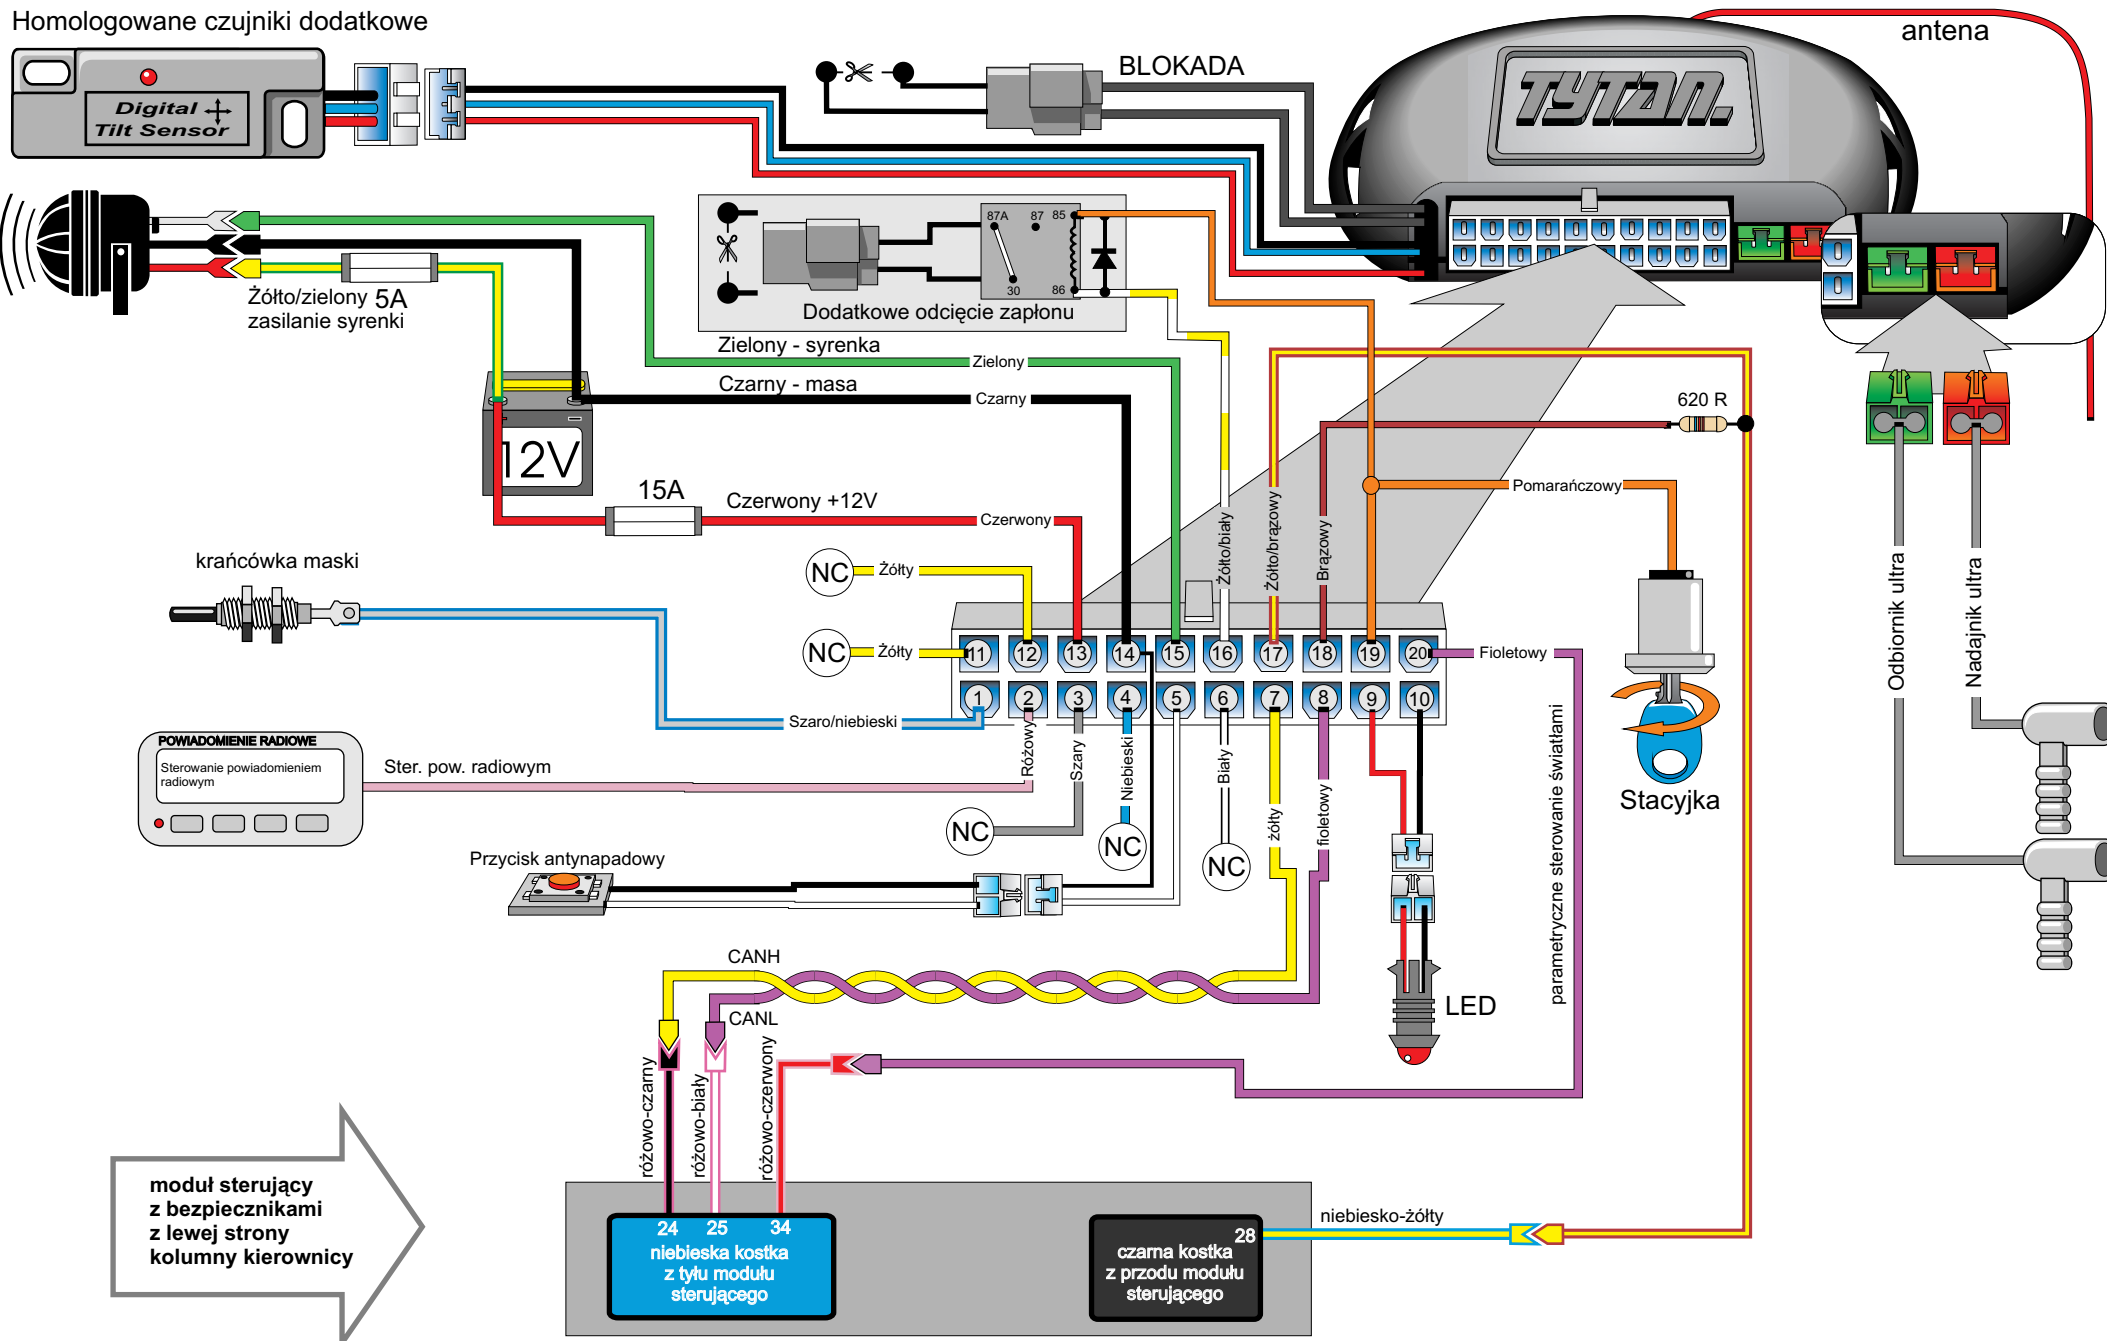 Homologowane czujniki dodatkowe
Digital
Tilt Sensor
BLOKADA
TYTAN.
antena
Żółto/zielony 5A
zasilanie syrenki
87A
87
85
30
86
Dodatkowe odcięcie zapłonu
Zielony - syrenka
Zielony
Czarny - masa
Czarny
12V
15A
Czerwony +12V
Czerwony
620 R
Pomarańczowy
Żółto/biały
Żółto/brązowy
Brązowy
krańcówka maski
NC
Żółty
NC
Żółty
11 12 13 14 15 16 17 18 19 20
Fioletowy
1 2 3 4 5 6 7 8 9 10
Szaro/niebieski
Różowy
Szary
Niebieski
Biały
żółty
fioletowy
parametryczne sterowanie światłami
Stacyjka
Odbiornik ultra
Nadajnik ultra
POWIADOMIENIE RADIOWE
Sterowanie powiadomieniem
radiowym
Ster. pow. radiowym
NC
NC
NC
Przycisk antynapadowy
CANH
CANL
LED
różowo-czarny
różowo-biały
różowo-czerwony
moduł sterujący
z bezpiecznikami
z lewej strony
kolumny kierownicy
24 25 34
niebieska kostka
z tyłu modułu
sterującego
28
czarna kostka
z przodu modułu
sterującego
niebiesko-żółty